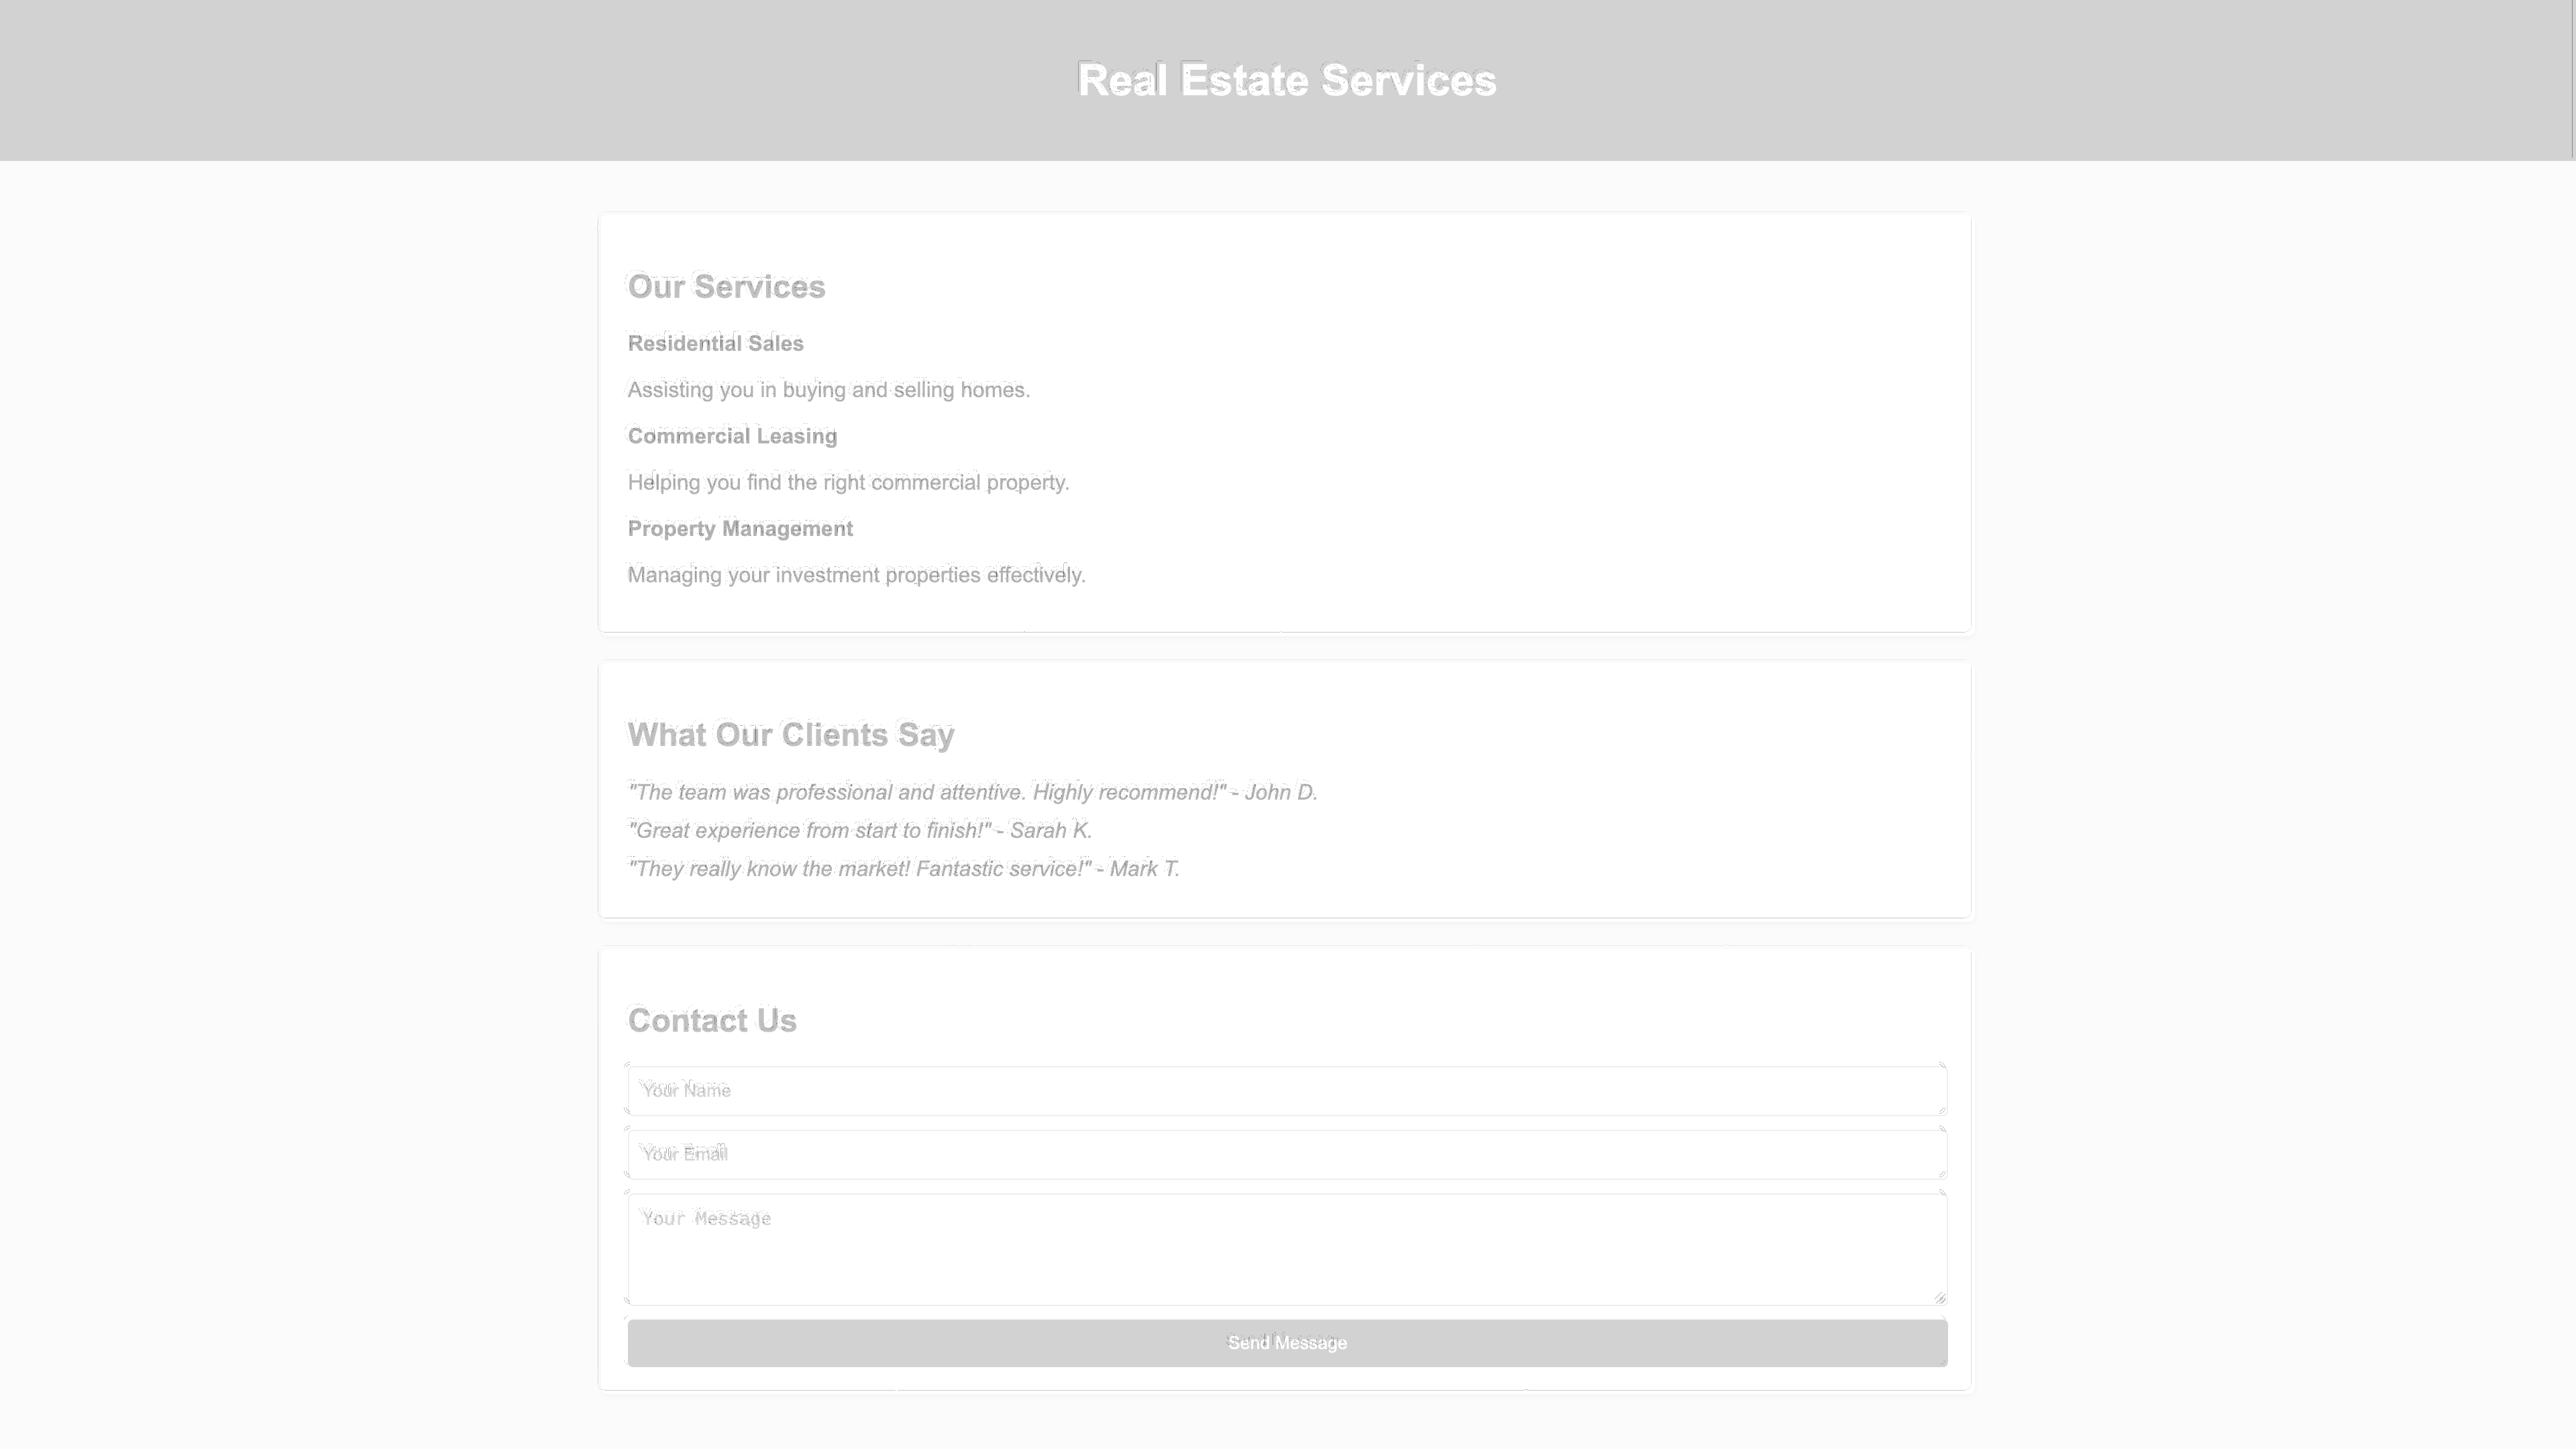 Real Estate Services
Our Services
Residential Sales
Assisting you in buying and selling homes.
Commercial Leasing
Helping you find the right commercial property.
Property Management
Managing your investment properties effectively.
What Our Clients Say
"The team was professional and attentive. Highly recommend!" - John D.
"Great experience from start to finish!" - Sarah K.
"They really know the market! Fantastic service!" - Mark T.
Contact Us
Your Name
Your Email
Your Message
Send Message